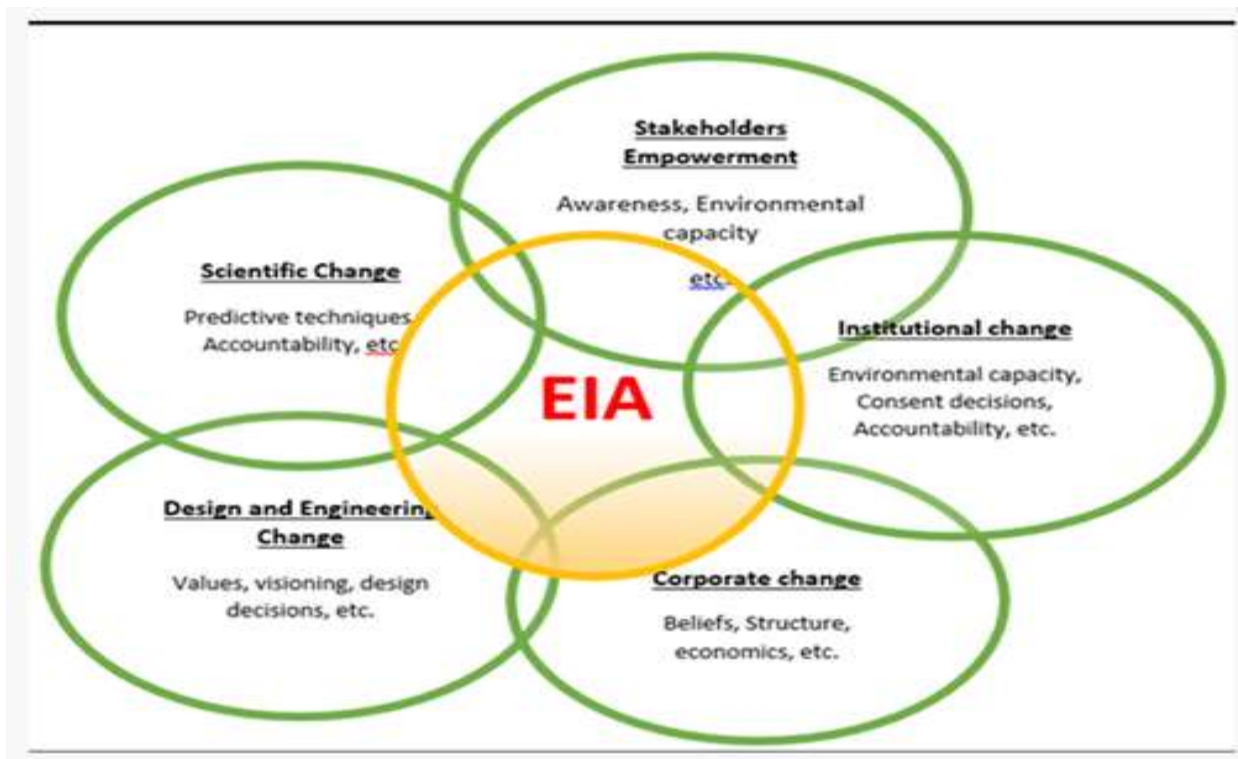 Stakeholders
Empowerment
Awareness, Environmental
capacity
etc.
Scientific Change
Predictive techniques,
Accountability, etc
EIA
Institutional change
Environmental capacity,
Consent decisions,
Accountability, etc.
Design and Engineering
Change
Values, visioning, design
decisions, etc.
Corporate change
Beliefs, Structure,
economics, etc.